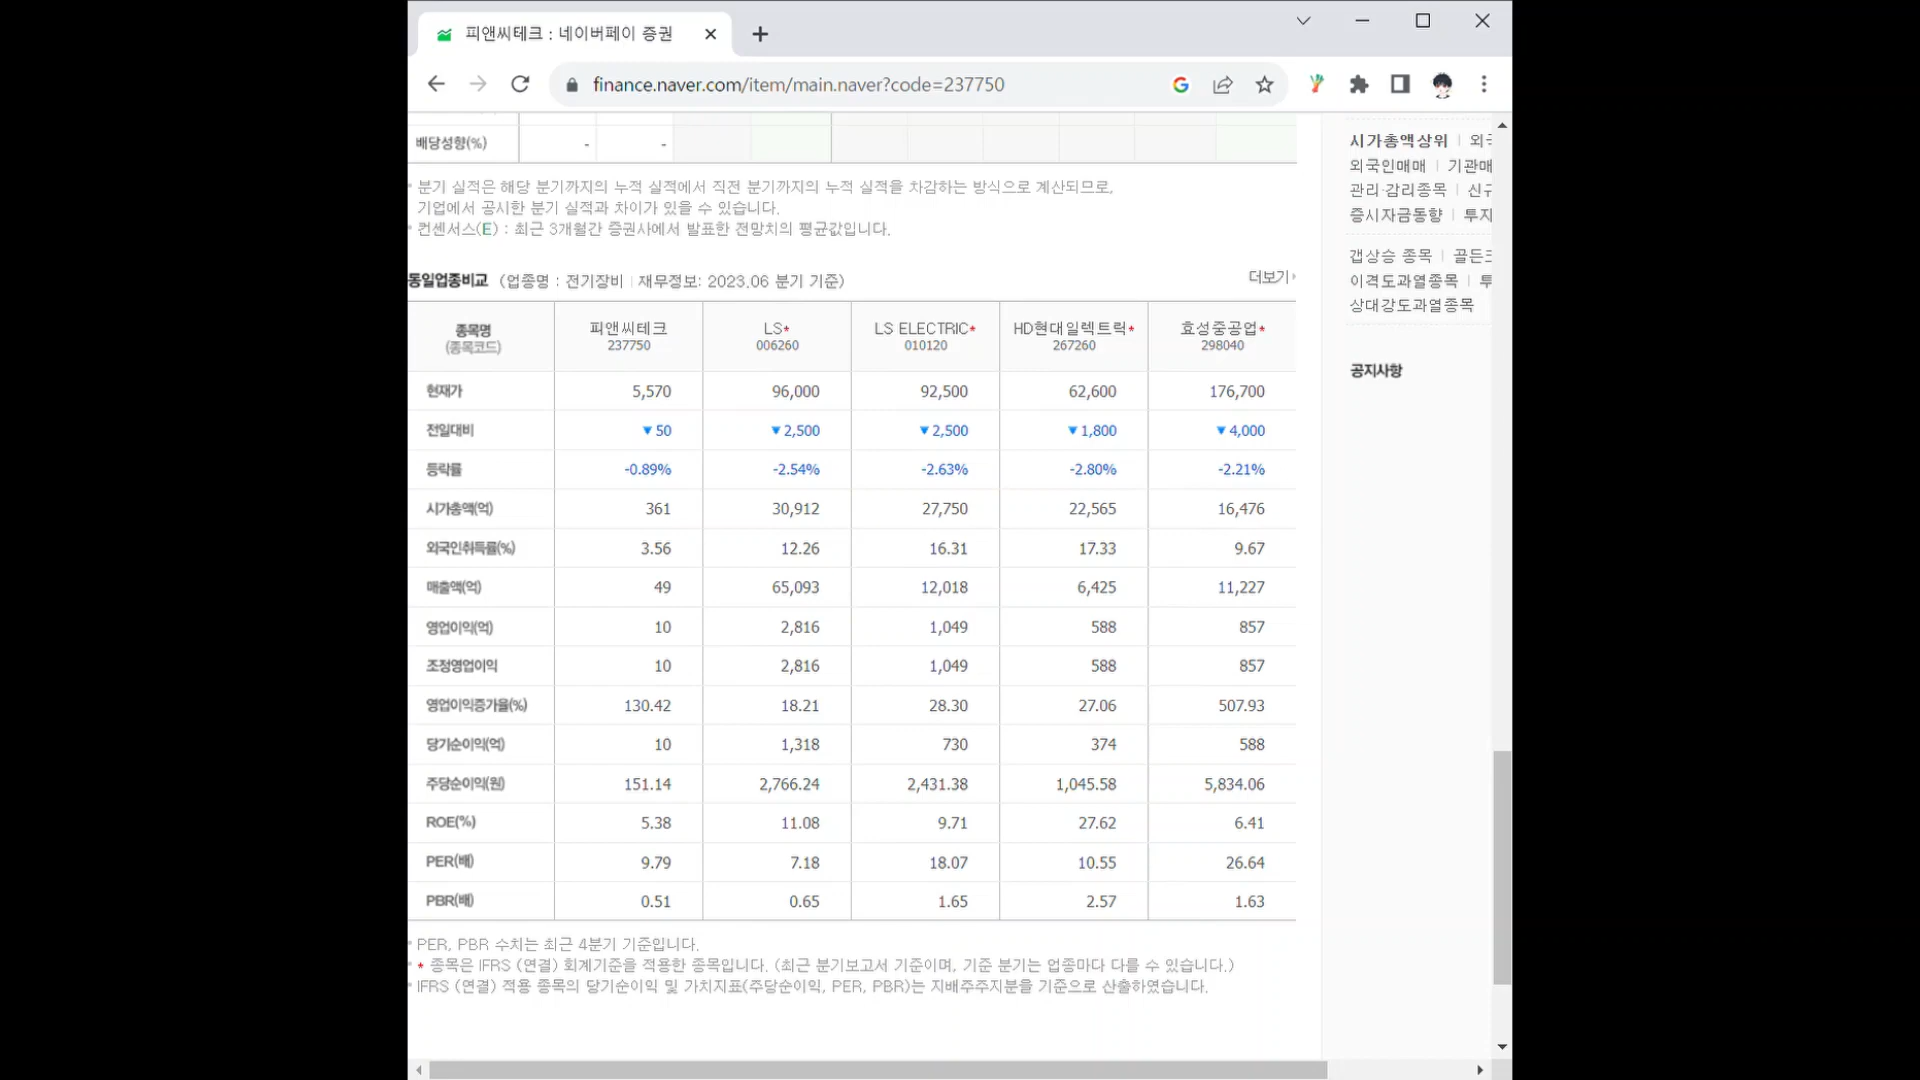 피앤씨테크 : 네이버페이 증권
finance.naver.com/item/main.naver?code=237750
배당성향(%) - -
* 분기 실적은 해당 분기까지의 누적 실적에서 직전 분기까지의 누적 실적을 차감하는 방식으로 계산되므로,
기업에서 공시한 분기 실적과 차이가 있을 수 있습니다.
* 컨센서스(E) : 최근 3개월간 증권사에서 발표한 전망치의 평균값입니다.
동일업종비교 (업종명 : 전기장비 | 재무정보: 2023.06 분기 기준) 더보기
종목명 피앤씨테크 LS* LS ELECTRIC* HD현대일렉트릭* 효성중공업*
(종목코드) 237750 006260 010120 267260 298040
현재가 5,570 96,000 92,500 62,600 176,700
전일대비 ▼50 ▼2,500 ▼2,500 ▼1,800 ▼4,000
등락률 -0.89% -2.54% -2.63% -2.80% -2.21%
시가총액(억) 361 30,912 27,750 22,565 16,476
외국인취득률(%) 3.56 12.26 16.31 17.33 9.67
매출액(억) 49 65,093 12,018 6,425 11,227
영업이익(억) 10 2,816 1,049 588 857
조정영업이익 10 2,816 1,049 588 857
영업이익증가율(%) 130.42 18.21 28.30 27.06 507.93
당기순이익(억) 10 1,318 730 374 588
주당순이익(원) 151.14 2,766.24 2,431.38 1,045.58 5,834.06
ROE(%) 5.38 11.08 9.71 27.62 6.41
PER(배) 9.79 7.18 18.07 10.55 26.64
PBR(배) 0.51 0.65 1.65 2.57 1.63
* PER, PBR 수치는 최근 4분기 기준입니다.
* * 종목은 IFRS (연결) 회계기준을 적용한 종목입니다. (최근 분기보고서 기준이며, 기준 분기는 업종마다 다를 수 있습니다.)
* IFRS (연결) 적용 종목의 당기순이익 및 가치지표(주당순이익, PER, PBR)는 지배주주지분을 기준으로 산출하였습니다.
시가총액상위 | 외국
외국인매매 | 기관매
관리·감리종목 | 신규
증시자금동향 | 투자
갭상승 종목 | 골든크
이격도과열종목 | 투
상대강도과열종목
공지사항